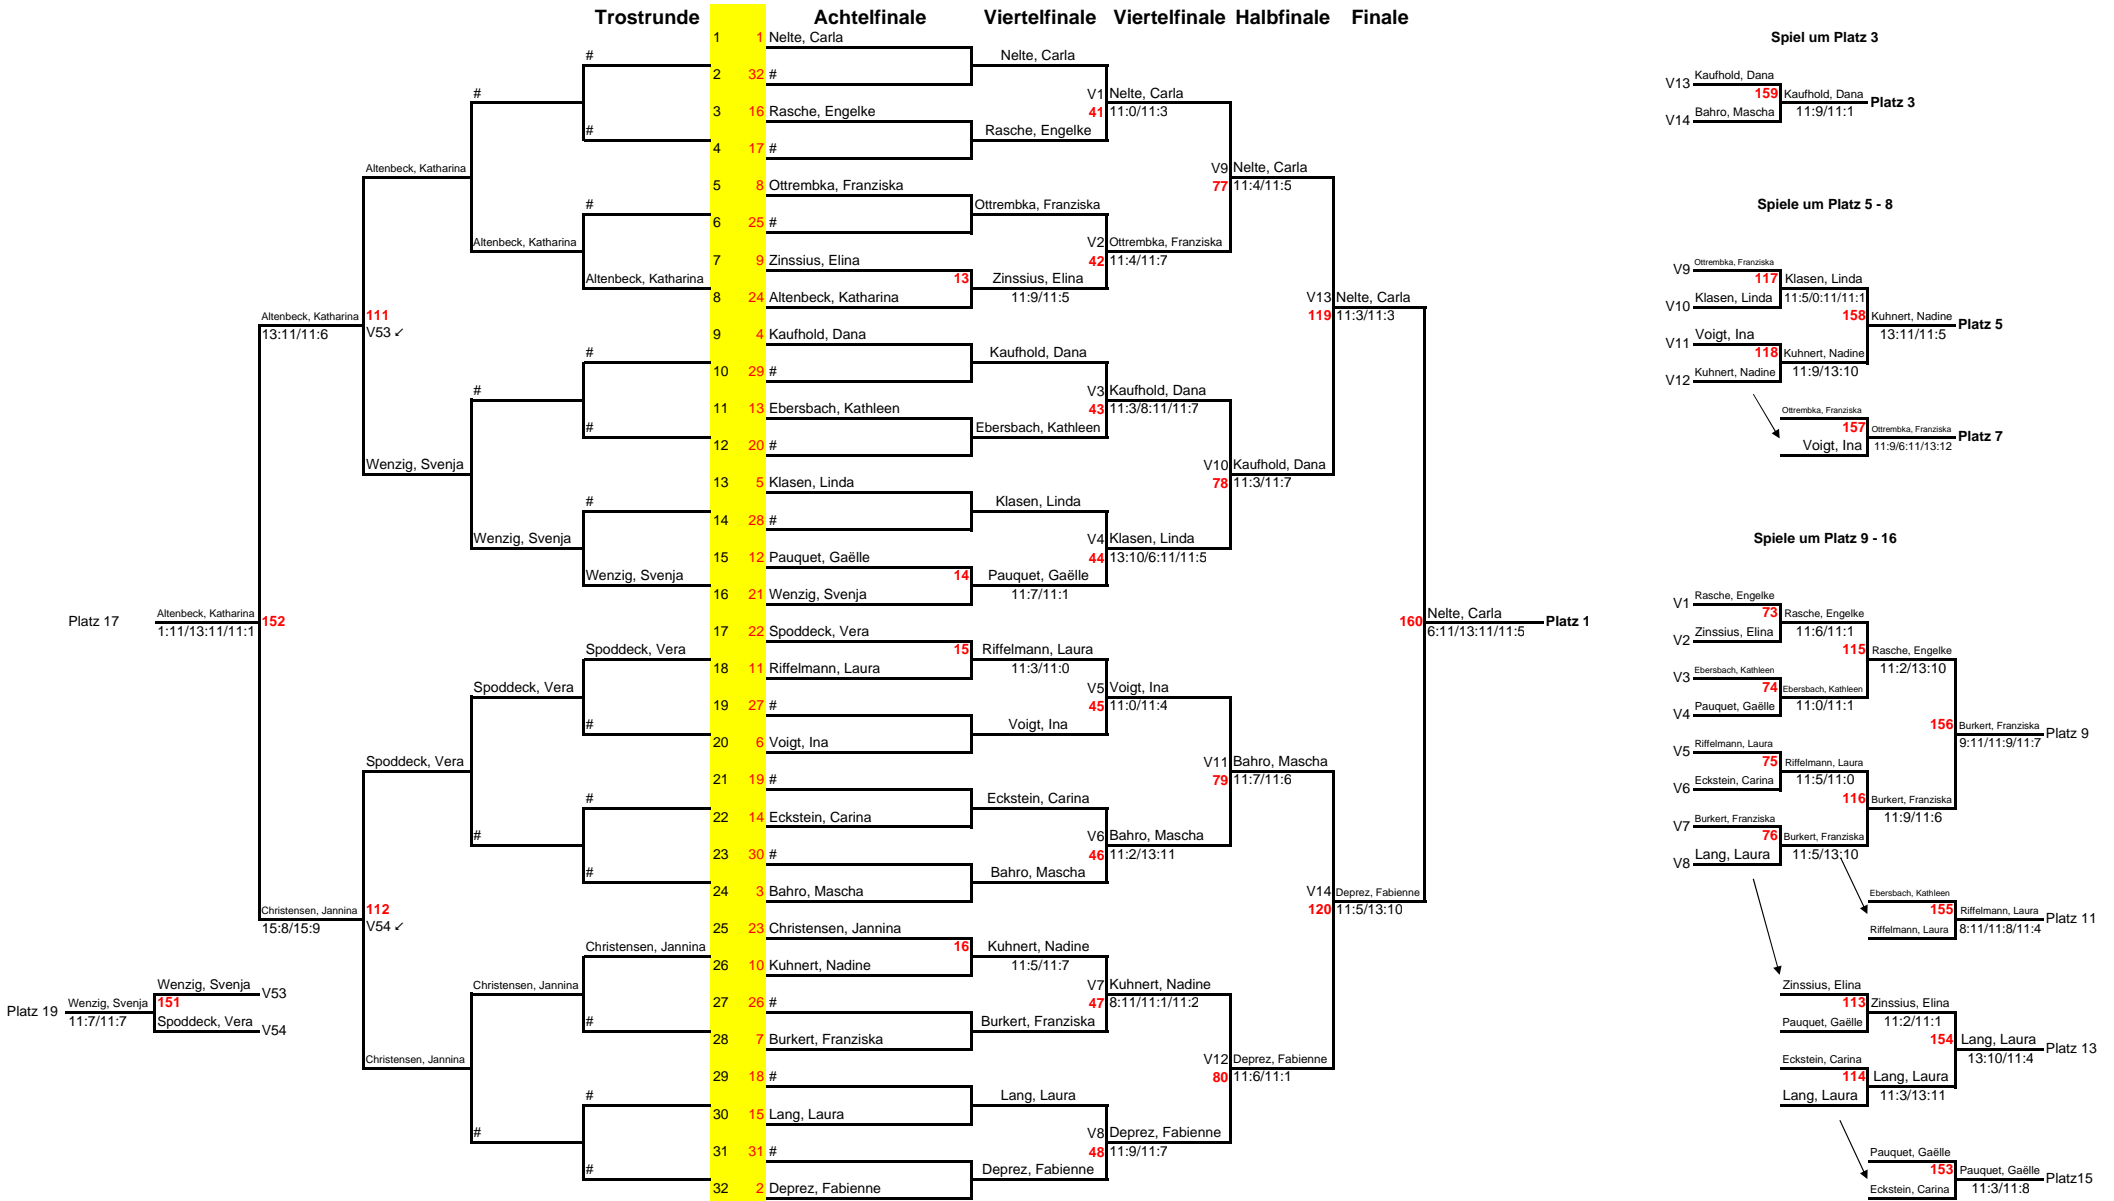 Trostrunde Achtelfinale Viertelfinale Viertelfinale Halbfinale Finale
1 1 Nelte, Carla Spiel um Platz 3
# Nelte, Carla
2 32 # V13 Kaufhold, Dana
# V1 Nelte, Carla 159 Kaufhold, Dana Platz 3
3 16 Rasche, Engelke 41 11:0/11:3 V14 Bahro, Mascha 11:9/11:1
# Rasche, Engelke
4 17 #
Altenbeck, Katharina V9 Nelte, Carla
5 8 Ottrembka, Franziska 77 11:4/11:5
# Ottrembka, Franziska Spiele um Platz 5 - 8
6 25 #
Altenbeck, Katharina V2 Ottrembka, Franziska
7 9 Zinssius, Elina 42 11:4/11:7 V9 Ottrembka, Franziska
Altenbeck, Katharina 13 Zinssius, Elina 117 Klasen, Linda
8 24 Altenbeck, Katharina 11:9/11:5 V13 Nelte, Carla V10 Klasen, Linda 11:5/0:11/11:1
Altenbeck, Katharina 111 119 11:3/11:3 158 Kuhnert, Nadine Platz 5
13:11/11:6 V53 ↙ 9 4 Kaufhold, Dana V11 Voigt, Ina 13:11/11:5
# Kaufhold, Dana 118 Kuhnert, Nadine
10 29 # V12 Kuhnert, Nadine 11:9/13:10
# V3 Kaufhold, Dana
11 13 Ebersbach, Kathleen 43 11:3/8:11/11:7 Ottrembka, Franziska
# Ebersbach, Kathleen 157 Ottrembka, Franziska Platz 7
12 20 # Voigt, Ina 11:9/6:11/13:12
Wenzig, Svenja V10 Kaufhold, Dana
13 5 Klasen, Linda 78 11:3/11:7
# Klasen, Linda
14 28 #
Wenzig, Svenja V4 Klasen, Linda Spiele um Platz 9 - 16
15 12 Pauquet, Gaëlle 44 13:10/6:11/11:5
Wenzig, Svenja 14 Pauquet, Gaëlle
16 21 Wenzig, Svenja 11:7/11:1 V1 Rasche, Engelke
Platz 17 Altenbeck, Katharina 152 160 Nelte, Carla Platz 1 73 Rasche, Engelke
1:11/13:11/11:1 17 22 Spoddeck, Vera 6:11/13:11/11:5 V2 Zinssius, Elina 11:6/11:1
Spoddeck, Vera 15 Riffelmann, Laura 115 Rasche, Engelke
18 11 Riffelmann, Laura 11:3/11:0 V3 Ebersbach, Kathleen 11:2/13:10
Spoddeck, Vera V5 Voigt, Ina 74 Ebersbach, Kathleen
19 27 # 45 11:0/11:4 V4 Pauquet, Gaëlle 11:0/11:1
# Voigt, Ina 156 Burkert, Franziska Platz 9
20 6 Voigt, Ina V5 Riffelmann, Laura 9:11/11:9/11:7
Spoddeck, Vera V11 Bahro, Mascha 75 Riffelmann, Laura
21 19 # 79 11:7/11:6 V6 Eckstein, Carina 11:5/11:0
# Eckstein, Carina 116 Burkert, Franziska
22 14 Eckstein, Carina V7 Burkert, Franziska 11:9/11:6
# V6 Bahro, Mascha 76 Burkert, Franziska
23 30 # 46 11:2/13:11 V8 Lang, Laura 11:5/13:10
# Bahro, Mascha
24 3 Bahro, Mascha V14 Deprez, Fabienne Ebersbach, Kathleen
Christensen, Jannina 112 120 11:5/13:10 155 Riffelmann, Laura Platz 11
15:8/15:9 V54 ↙ 25 23 Christensen, Jannina Riffelmann, Laura 8:11/11:8/11:4
Christensen, Jannina 16 Kuhnert, Nadine
26 10 Kuhnert, Nadine 11:5/11:7
Wenzig, Svenja V53 Christensen, Jannina V7 Kuhnert, Nadine Zinssius, Elina
Platz 19 Wenzig, Svenja 151 27 26 # 47 8:11/11:1/11:2 113 Zinssius, Elina
11:7/11:7 Spoddeck, Vera V54 # Burkert, Franziska Pauquet, Gaëlle 11:2/11:1
28 7 Burkert, Franziska 154 Lang, Laura Platz 13
Christensen, Jannina V12 Deprez, Fabienne Eckstein, Carina 13:10/11:4
29 18 # 80 11:6/11:1 114 Lang, Laura
# Lang, Laura Lang, Laura 11:3/13:11
30 15 Lang, Laura
# V8 Deprez, Fabienne
31 31 # 48 11:9/11:7 Pauquet, Gaëlle
# Deprez, Fabienne 153 Pauquet, Gaëlle Platz15
32 2 Deprez, Fabienne Eckstein, Carina 11:3/11:8